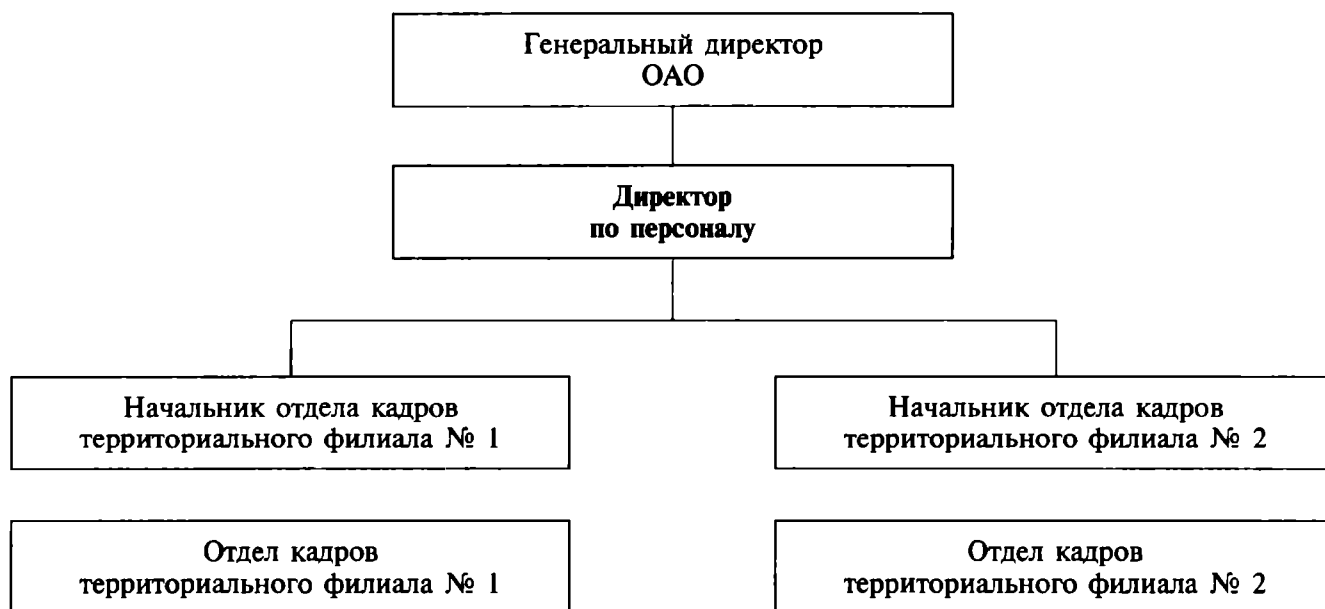 Генеральный директор
ОАО
Директор
по персоналу
Начальник отдела кадров
территориального филиала № 1
Начальник отдела кадров
территориального филиала № 2
Отдел кадров
территориального филиала № 1
Отдел кадров
территориального филиала № 2